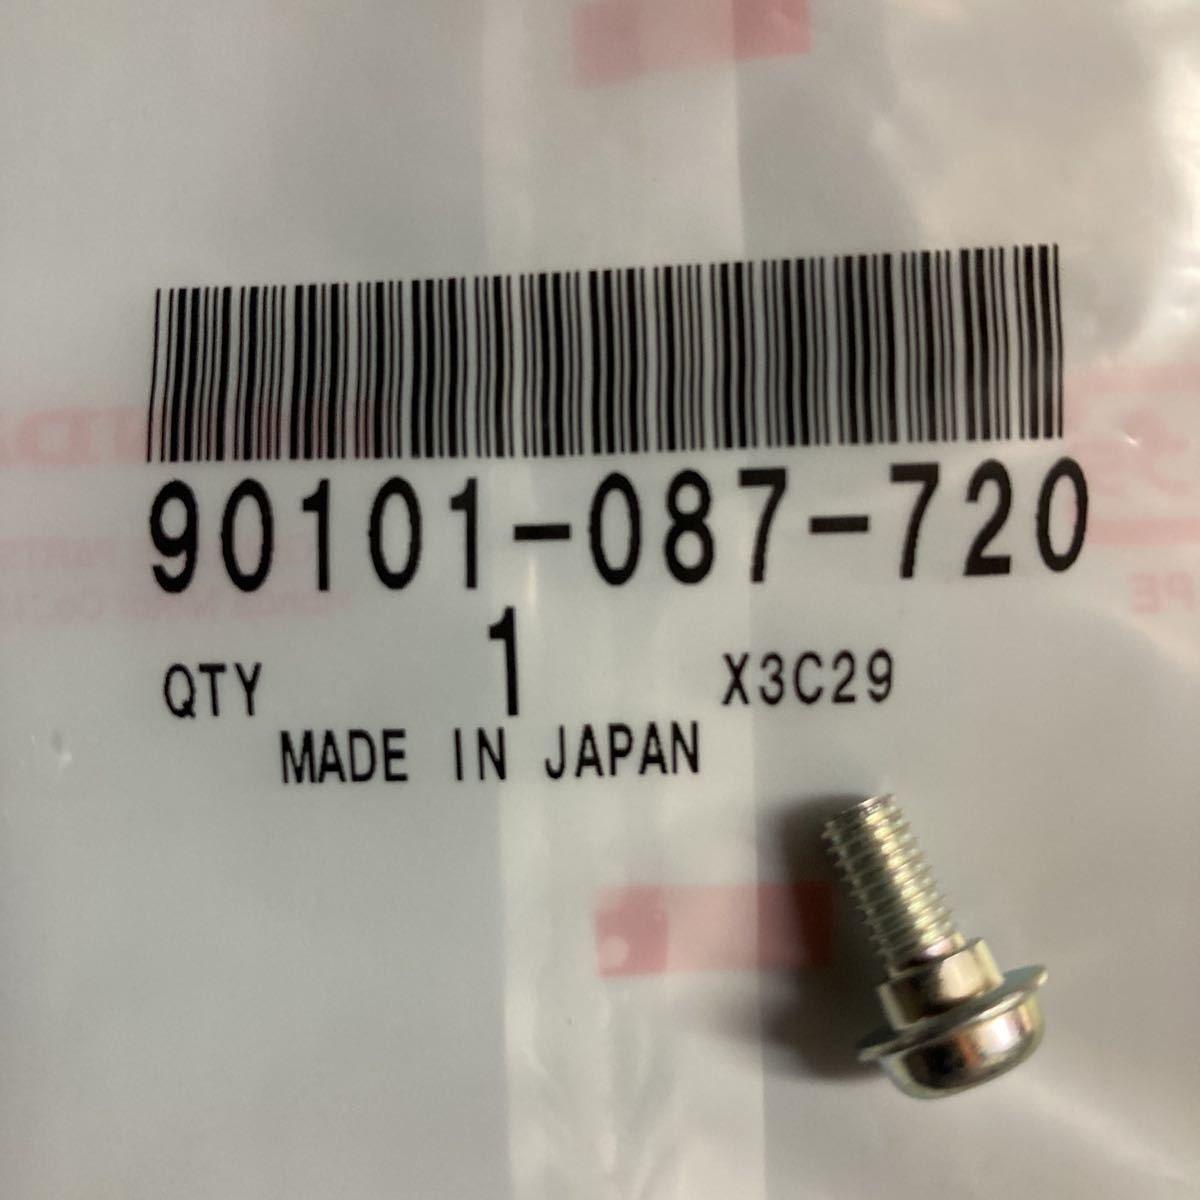 90101-087-720
QTY 1 X3C29
MADE IN JAPAN